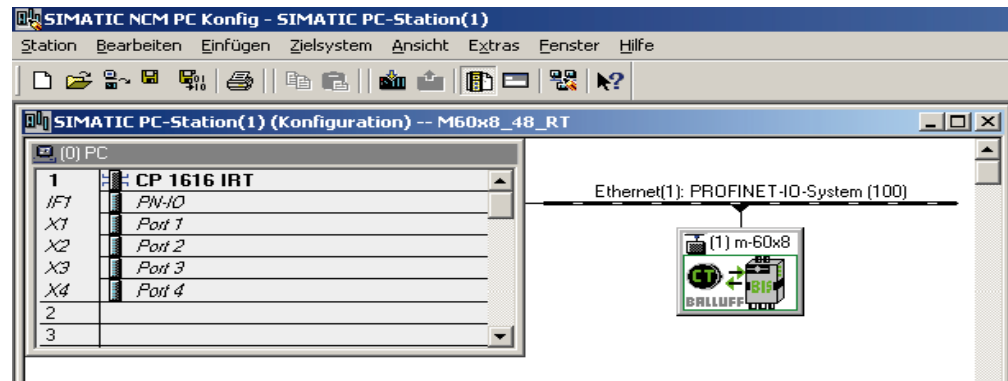 SIMATIC NCM PC Konfig - SIMATIC PC-Station(1)
Station Bearbeiten Einfügen Zielsystem Ansicht Extras Fenster Hilfe
SIMATIC PC-Station(1) (Konfiguration) -- M60x8_48_RT
(0) PC
1 CP 1616 IRT
IF1 PN-IO
X1 Port 1
X2 Port 2
X3 Port 3
X4 Port 4
2
3
Ethernet(1): PROFINET-IO-System (100)
(1) m-60x8
CT BIS
BALLUFF